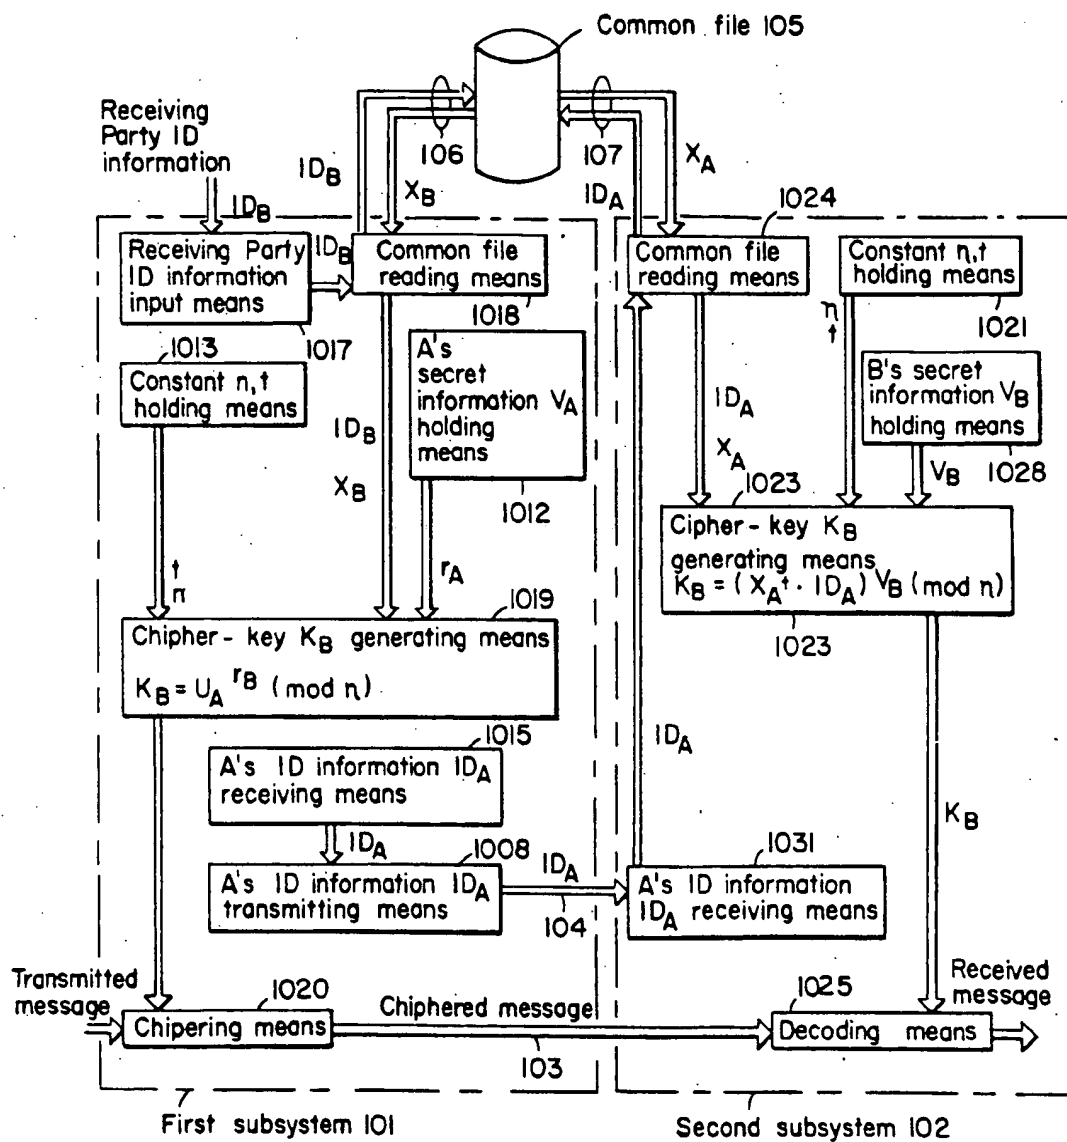 Common file 105
Receiving
Party ID
information
106
107
ID_B
X_B
ID_A
X_A
ID_B
ID_B
1024
Receiving Party
ID information
input means
Common file
reading means
Common file
reading means
Constant n,t
holding means
1017
1018
1021
1013
Constant n,t
holding means
A's
secret
information V_A
holding
means
1012
n
t
B's secret
information V_B
holding means
1028
ID_B
X_B
ID_A
X_A
V_B
1023
Cipher-key K_B
generating means
K_B = (X_A^t · ID_A)^V_B (mod n)
1023
t
n
r_A
1019
Chipher-key K_B generating means
K_B = U_A^r_B (mod n)
1015
A's ID information ID_A
receiving means
ID_A
ID_A
K_B
1008
A's ID information ID_A
transmitting means
ID_A
104
1031
A's ID information
ID_A receiving means
Transmitted
message
1020
Chipering means
Chiphered message
103
1025
Decoding means
Received
message
First subsystem 101
Second subsystem 102